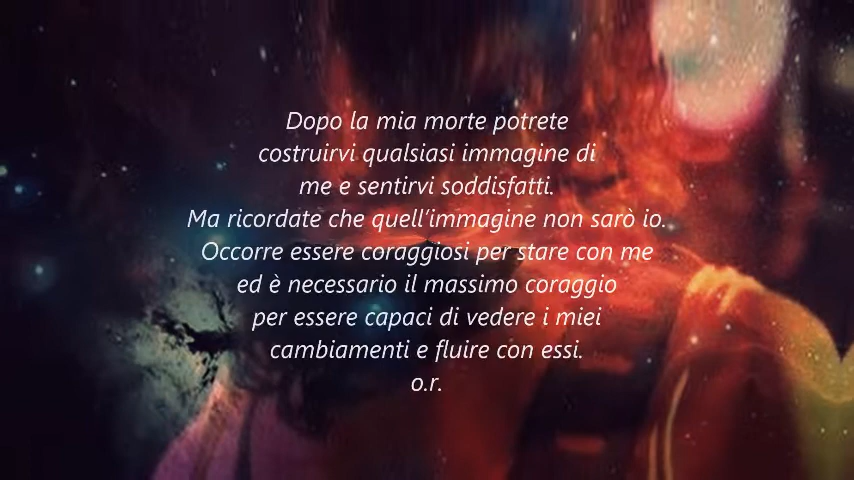 Dopo la mia morte potrete
costruirvi qualsiasi immagine di
me e sentirvi soddisfatti.
Ma ricordate che quell'immagine non sarò io.
Occorre essere coraggiosi per stare con me
ed è necessario il massimo coraggio
per essere capaci di vedere i miei
cambiamenti e fluire con essi.
o.r.